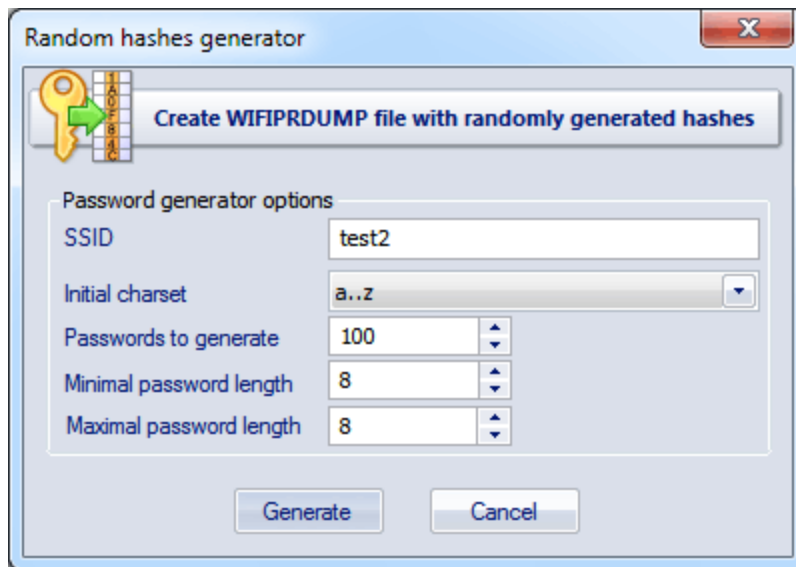 Random hashes generator
Create WIFIPRDUMP file with randomly generated hashes
Password generator options
SSID test2
Initial charset a..z
Passwords to generate 100
Minimal password length 8
Maximal password length 8
Generate Cancel